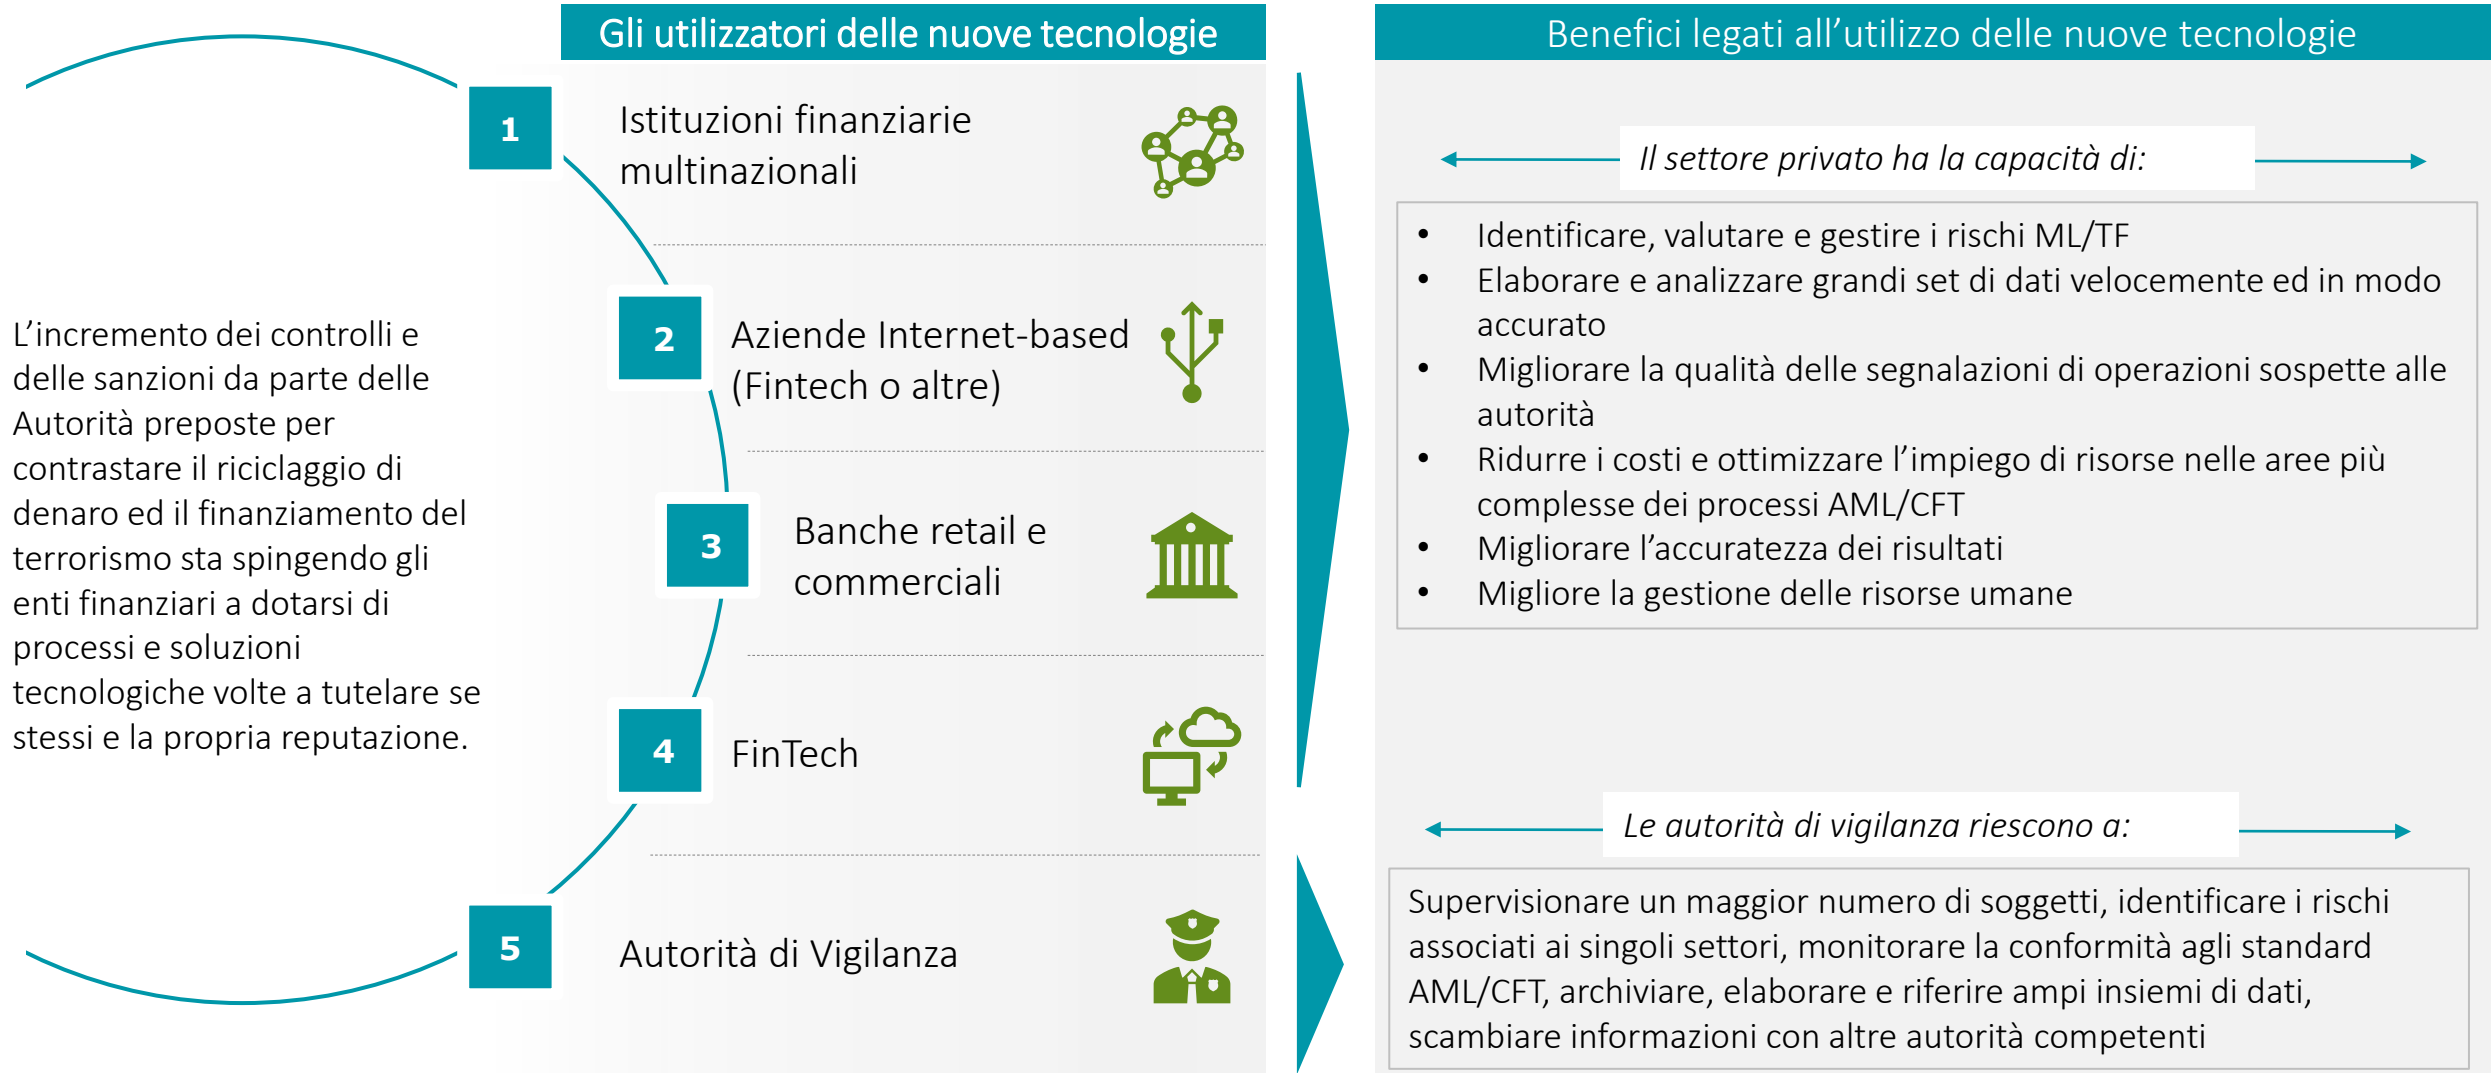 Gli utilizzatori delle nuove tecnologie
Benefici legati all’utilizzo delle nuove tecnologie
L’incremento dei controlli e
delle sanzioni da parte delle
Autorità preposte per
contrastare il riciclaggio di
denaro ed il finanziamento del
terrorismo sta spingendo gli
enti finanziari a dotarsi di
processi e soluzioni
tecnologiche volte a tutelare se
stessi e la propria reputazione.
1
Istituzioni finanziarie
multinazionali
2
Aziende Internet-based
(Fintech o altre)
3
Banche retail e
commerciali
4
FinTech
5
Autorità di Vigilanza
Il settore privato ha la capacità di:
• Identificare, valutare e gestire i rischi ML/TF
• Elaborare e analizzare grandi set di dati velocemente ed in modo
accurato
• Migliorare la qualità delle segnalazioni di operazioni sospette alle
autorità
• Ridurre i costi e ottimizzare l’impiego di risorse nelle aree più
complesse dei processi AML/CFT
• Migliorare l’accuratezza dei risultati
• Migliore la gestione delle risorse umane
Le autorità di vigilanza riescono a:
Supervisionare un maggior numero di soggetti, identificare i rischi
associati ai singoli settori, monitorare la conformità agli standard
AML/CFT, archiviare, elaborare e riferire ampi insiemi di dati,
scambiare informazioni con altre autorità competenti